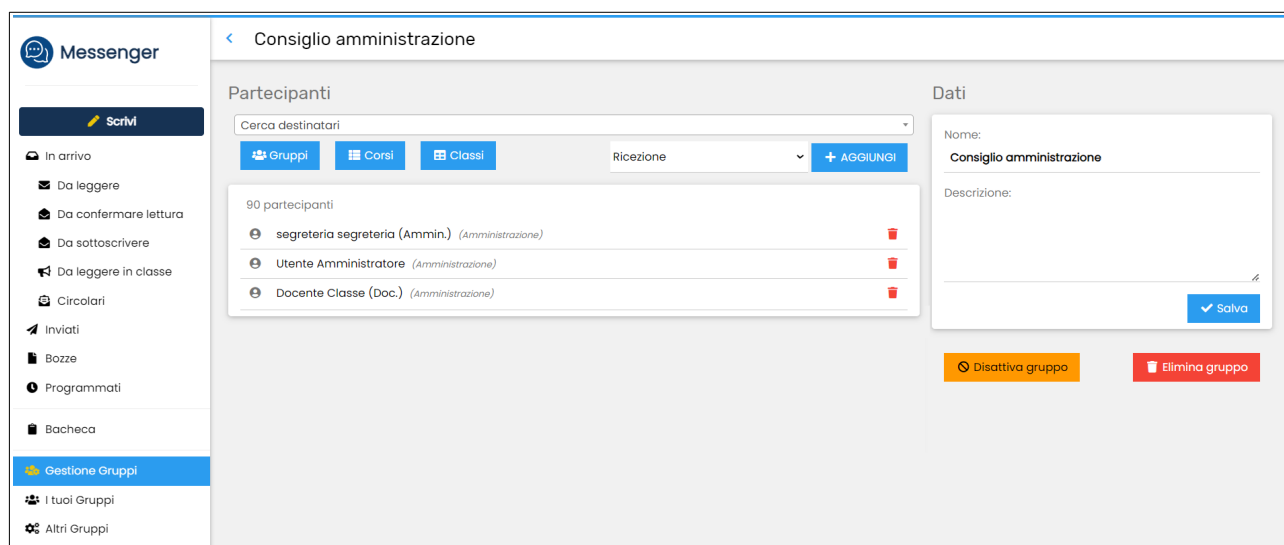 Messenger
Scrivi
In arrivo
Da leggere
Da confermare lettura
Da sottoscrivere
Da leggere in classe
Circolari
Inviati
Bozze
Programmati
Bacheca
Gestione Gruppi
I tuoi Gruppi
Altri Gruppi
Consiglio amministrazione
Partecipanti
Cerca destinatari
Gruppi Corsi Classi Ricezione + AGGIUNGI
90 partecipanti
segreteria segreteria (Ammin.) (Amministrazione)
Utente Amministratore (Amministrazione)
Docente Classe (Doc.) (Amministrazione)
Dati
Nome:
Consiglio amministrazione
Descrizione:
Salva
Disattiva gruppo Elimina gruppo